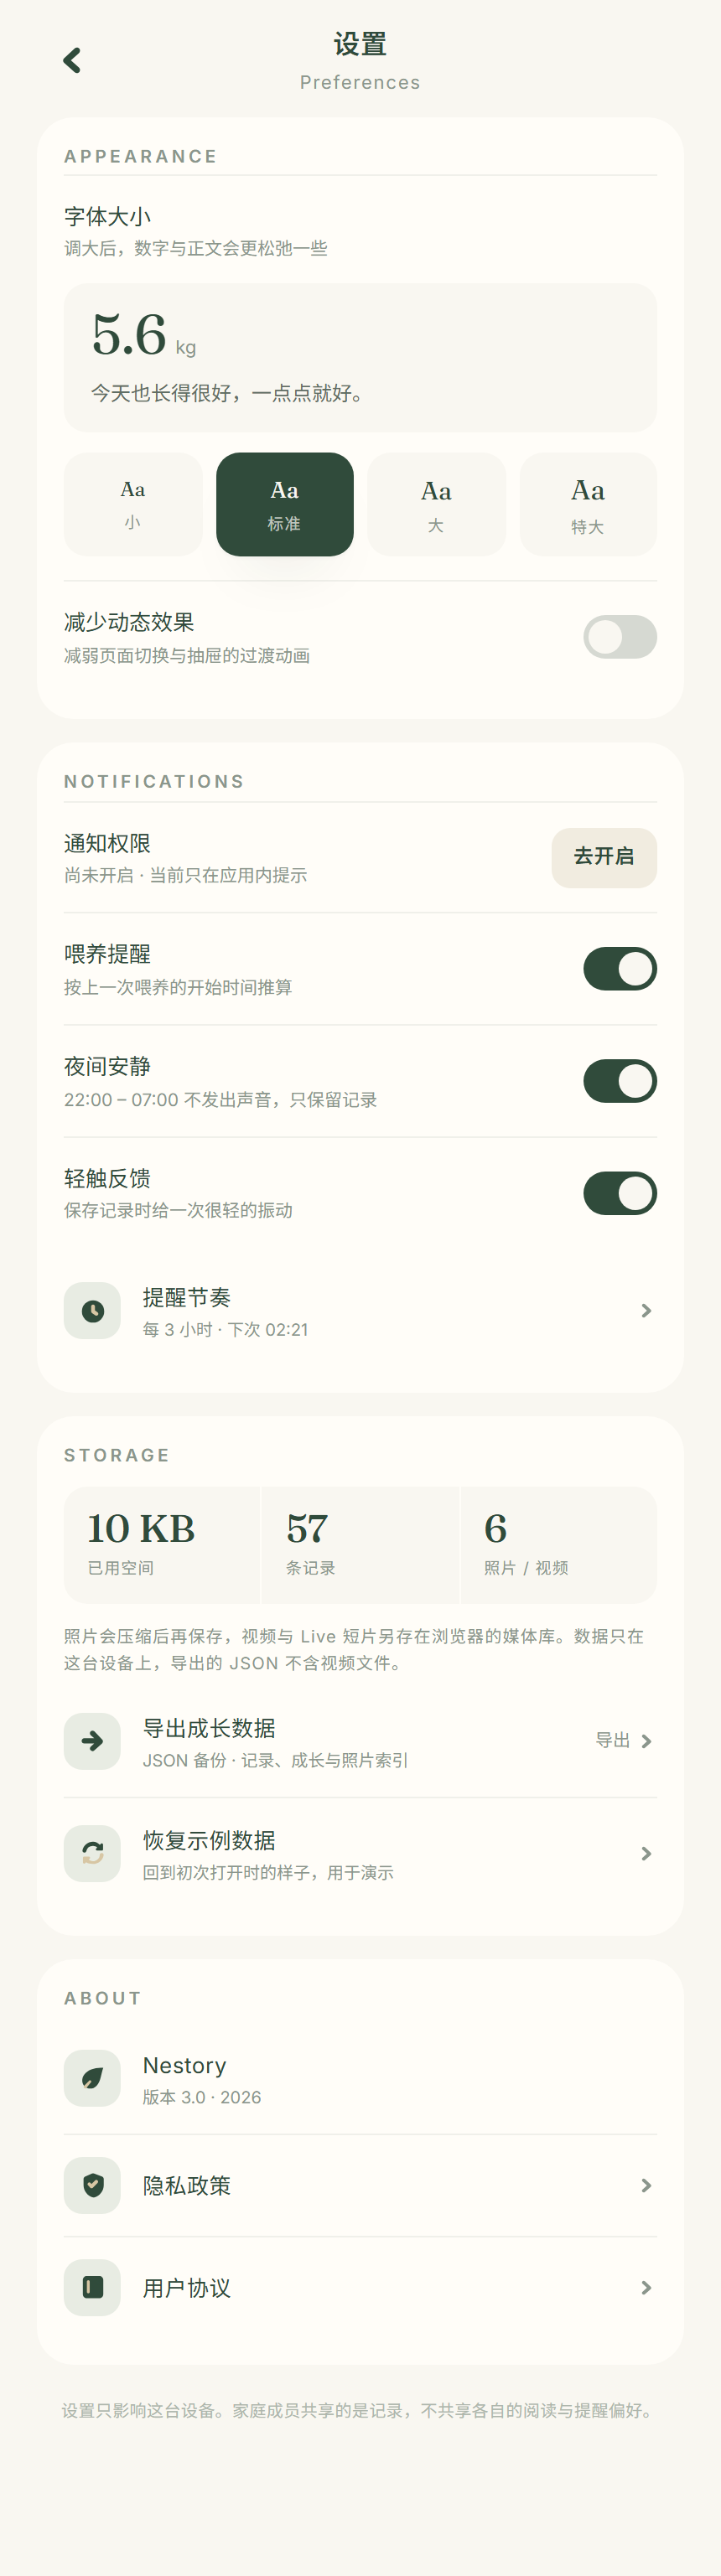 设置
Preferences
APPEARANCE
字体大小
调大后，数字与正文会更松弛一些
5.6 kg
今天也长得很好，一点点就好。
Aa Aa Aa Aa
小 标准 大 特大
减少动态效果
减弱页面切换与抽屉的过渡动画
NOTIFICATIONS
通知权限
尚未开启 · 当前只在应用内提示
去开启
喂养提醒
按上一次喂养的开始时间推算
夜间安静
22:00 – 07:00 不发出声音，只保留记录
轻触反馈
保存记录时给一次很轻的振动
提醒节奏
每 3 小时 · 下次 02:21
STORAGE
10 KB 57 6
已用空间 条记录 照片 / 视频
照片会压缩后再保存，视频与 Live 短片另存在浏览器的媒体库。数据只在
这台设备上，导出的 JSON 不含视频文件。
导出成长数据
JSON 备份 · 记录、成长与照片索引
导出
恢复示例数据
回到初次打开时的样子，用于演示
ABOUT
Nestory
版本 3.0 · 2026
隐私政策
用户协议
设置只影响这台设备。家庭成员共享的是记录，不共享各自的阅读与提醒偏好。